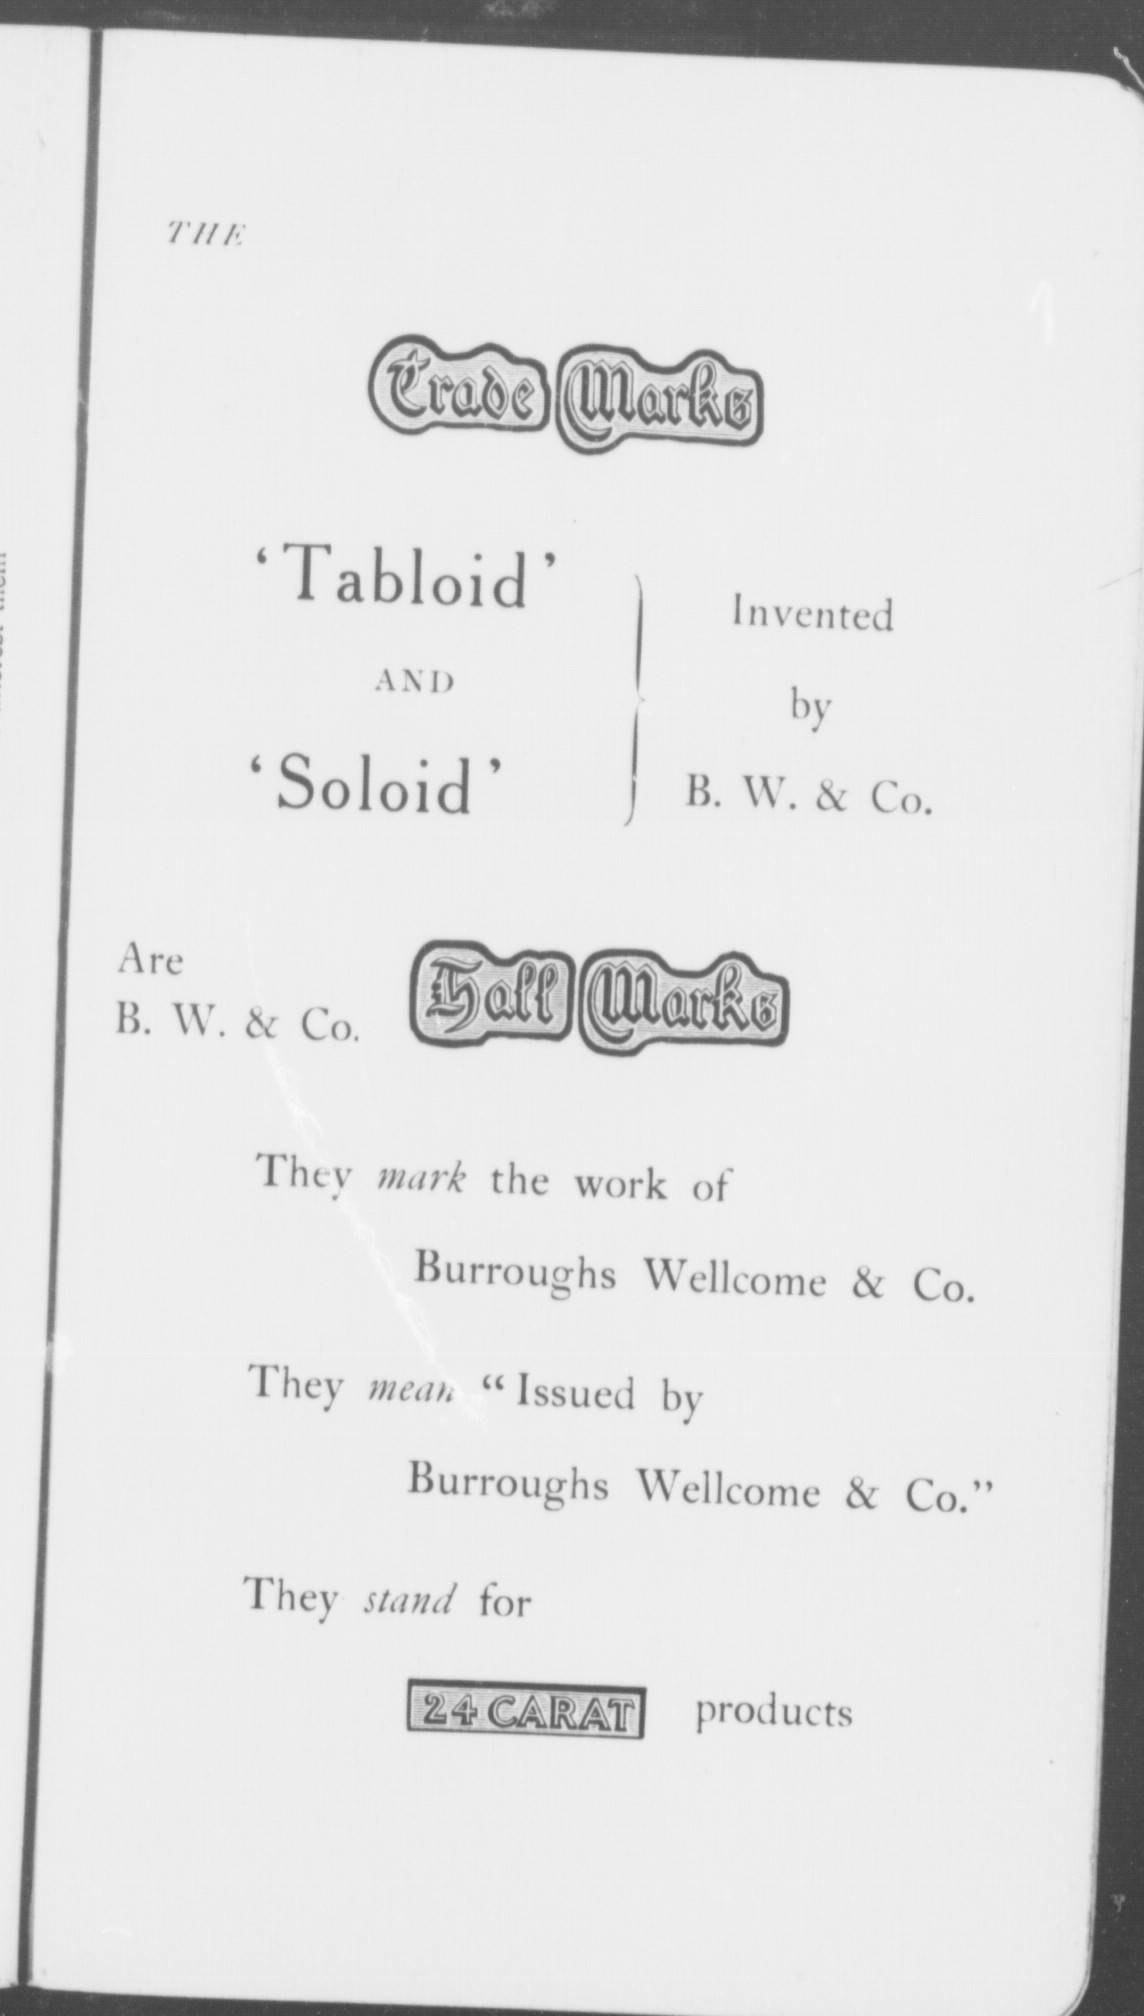 THE
Trade Marks
‘Tabloid’
AND
‘Soloid’
Invented
by
B. W. & Co.
Are
B. W. & Co.
Hall Marks
They mark the work of
Burroughs Wellcome & Co.
They mean “Issued by
Burroughs Wellcome & Co.”
They stand for
24 CARAT products